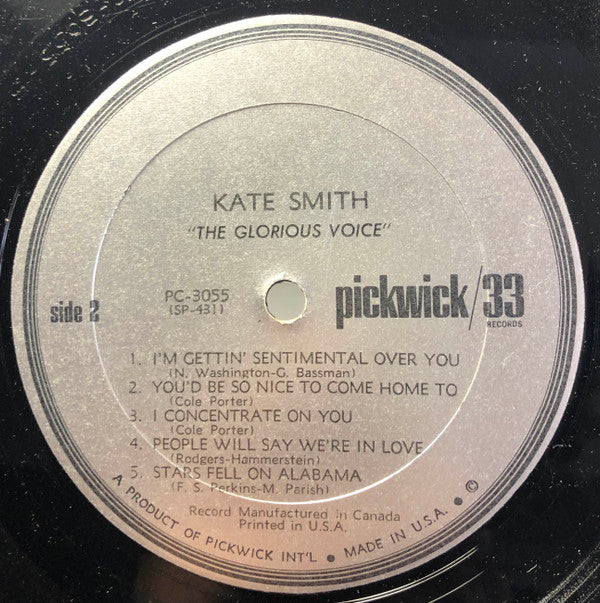 KATE SMITH
"THE GLORIOUS VOICE"
side 2
PC-3055
(SP-431)
pickwick/33
RECORDS
1. I'M GETTIN' SENTIMENTAL OVER YOU
(N. Washington-G. Bassman)
2. YOU'D BE SO NICE TO COME HOME TO
(Cole Porter)
3. I CONCENTRATE ON YOU
(Cole Porter)
4. PEOPLE WILL SAY WE'RE IN LOVE
(Rodgers-Hammerstein)
5. STARS FELL ON ALABAMA
(F. S. Perkins-M. Parish)
Record Manufactured in Canada
Printed in U.S.A.
A PRODUCT OF PICKWICK INT'L • MADE IN U.S.A. • ©